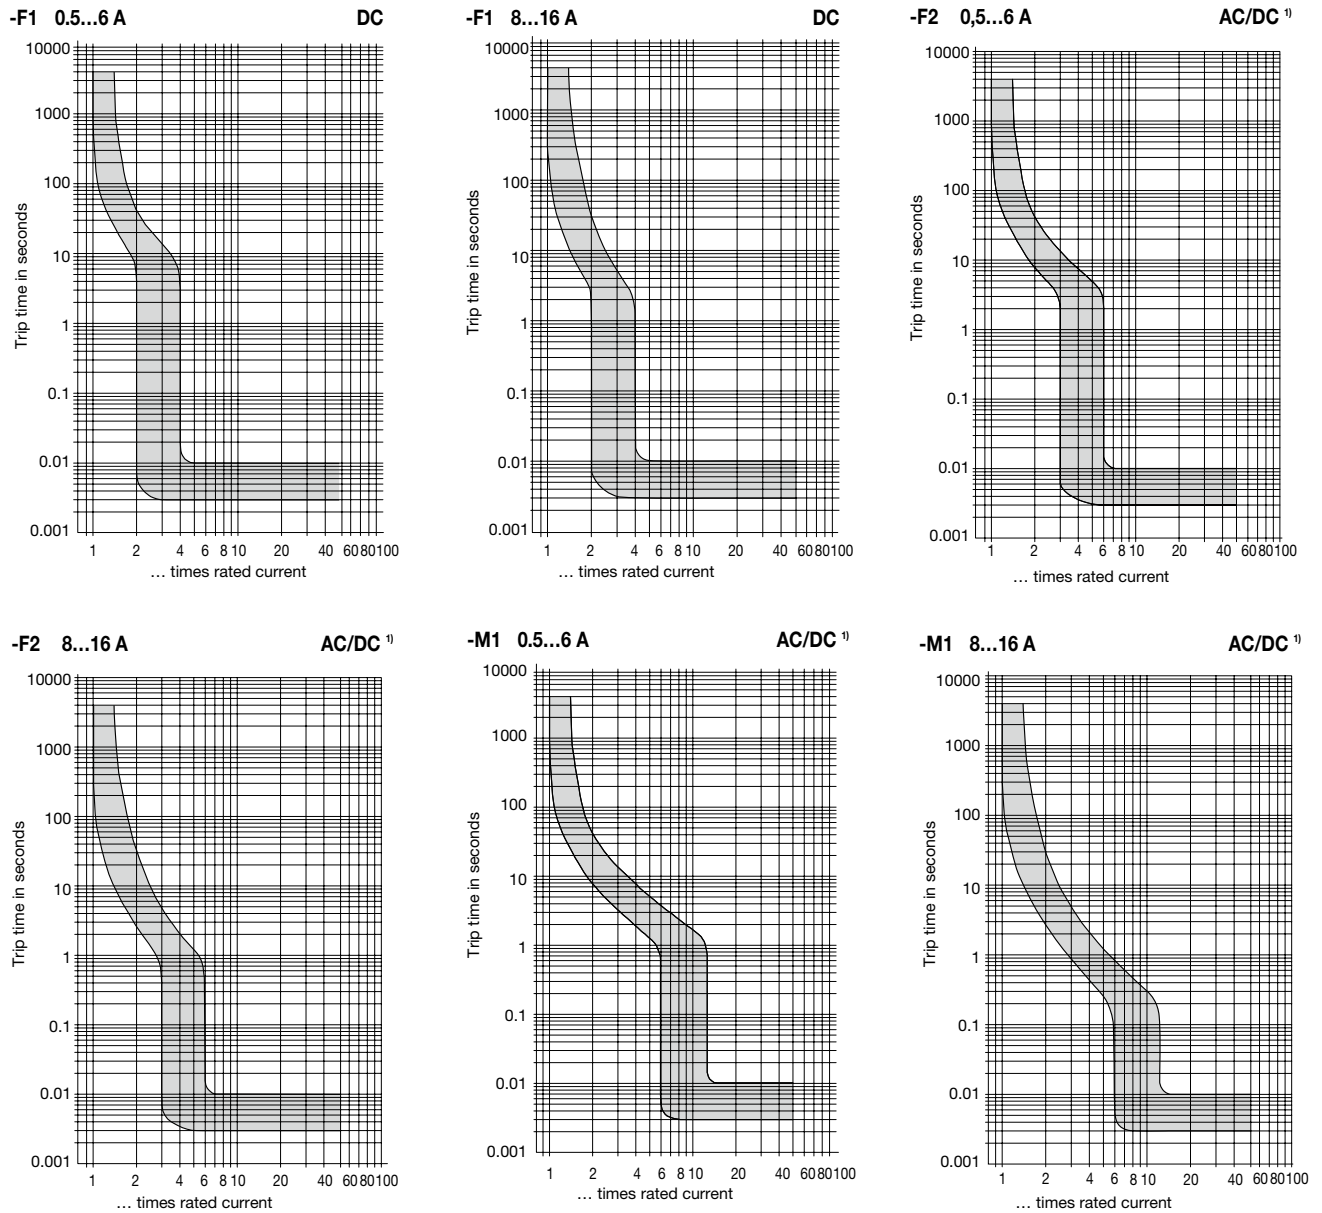 -F1 0.5...6 A DC
10000
1000
100
10
1
0.1
0.01
0.001
Trip time in seconds
1 2 4 6 8 10 20 40 60 80 100
... times rated current
-F1 8...16 A DC
10000
1000
100
10
1
0.1
0.01
0.001
Trip time in seconds
1 2 4 6 8 10 20 40 60 80 100
... times rated current
-F2 0,5...6 A AC/DC 1)
10000
1000
100
10
1
0.1
0.01
0.001
Trip time in seconds
1 2 4 6 8 10 20 40 60 80 100
... times rated current
-F2 8...16 A AC/DC 1)
10000
1000
100
10
1
0.1
0.01
0.001
Trip time in seconds
1 2 4 6 8 10 20 40 60 80 100
... times rated current
-M1 0.5...6 A AC/DC 1)
10000
1000
100
10
1
0.1
0.01
0.001
Trip time in seconds
1 2 4 6 8 10 20 40 60 80 100
... times rated current
-M1 8...16 A AC/DC 1)
10000
1000
100
10
1
0.1
0.01
0.001
Trip time in seconds
1 2 4 6 8 10 20 40 60 80 100
... times rated current